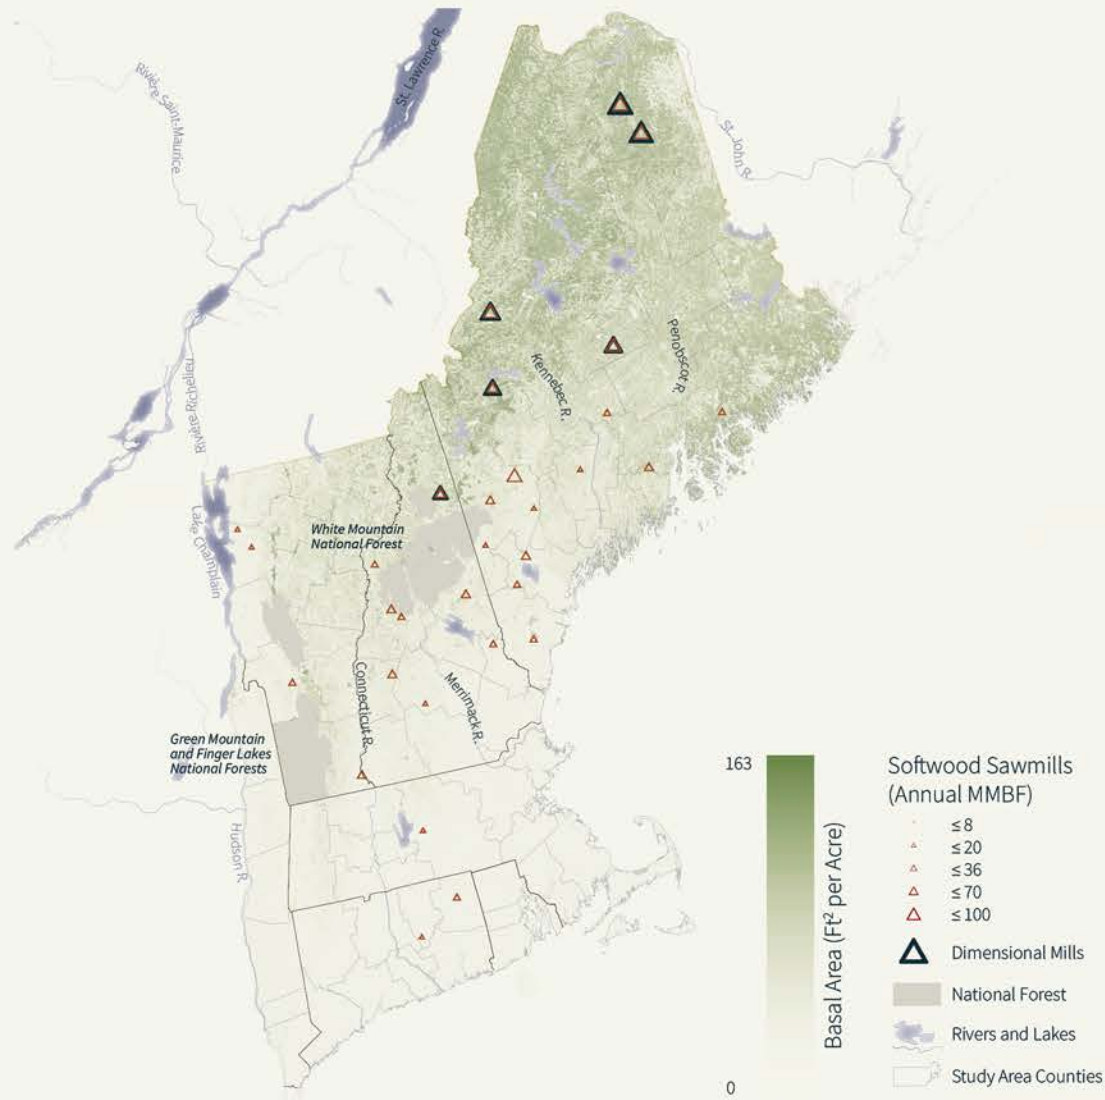 St. Lawrence R.
Rivière Saint-Maurice
St. John R.
Rivière Richelieu
Penobscot R.
Kennebec R.
Lake Champlain
White Mountain
National Forest
Connecticut R.
Merrimack R.
Green Mountain
and Finger Lakes
National Forests
Hudson R.
163
Basal Area (Ft² per Acre)
0
Softwood Sawmills
(Annual MMBF)
≤ 8
≤ 20
≤ 36
≤ 70
≤ 100
Dimensional Mills
National Forest
Rivers and Lakes
Study Area Counties